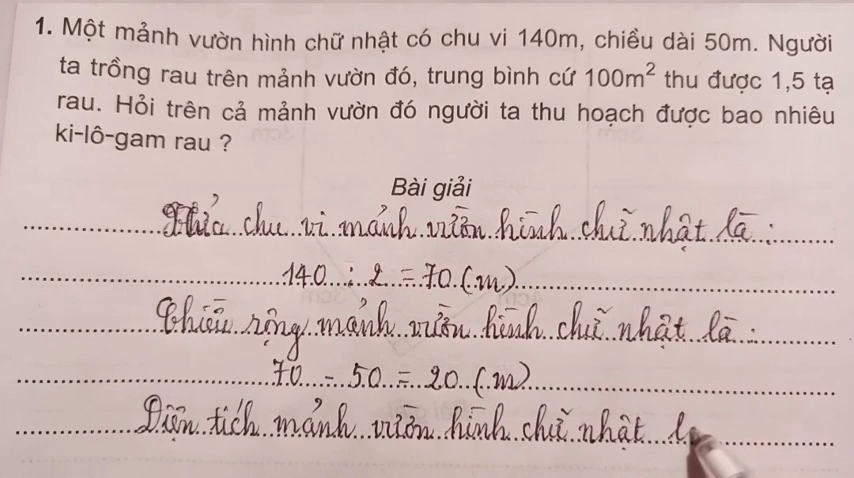 1. Một mảnh vườn hình chữ nhật có chu vi 140m, chiều dài 50m. Người
ta trồng rau trên mảnh vườn đó, trung bình cứ 100m² thu được 1,5 tạ
rau. Hỏi trên cả mảnh vườn đó người ta thu hoạch được bao nhiêu
ki-lô-gam rau ?
Bài giải
Nửa chu vi mảnh vườn hình chữ nhật là :
140 : 2 = 70 (m)
Chiều rộng mảnh vườn hình chữ nhật là :
70 - 50 = 20 (m)
Diện tích mảnh vườn hình chữ nhật